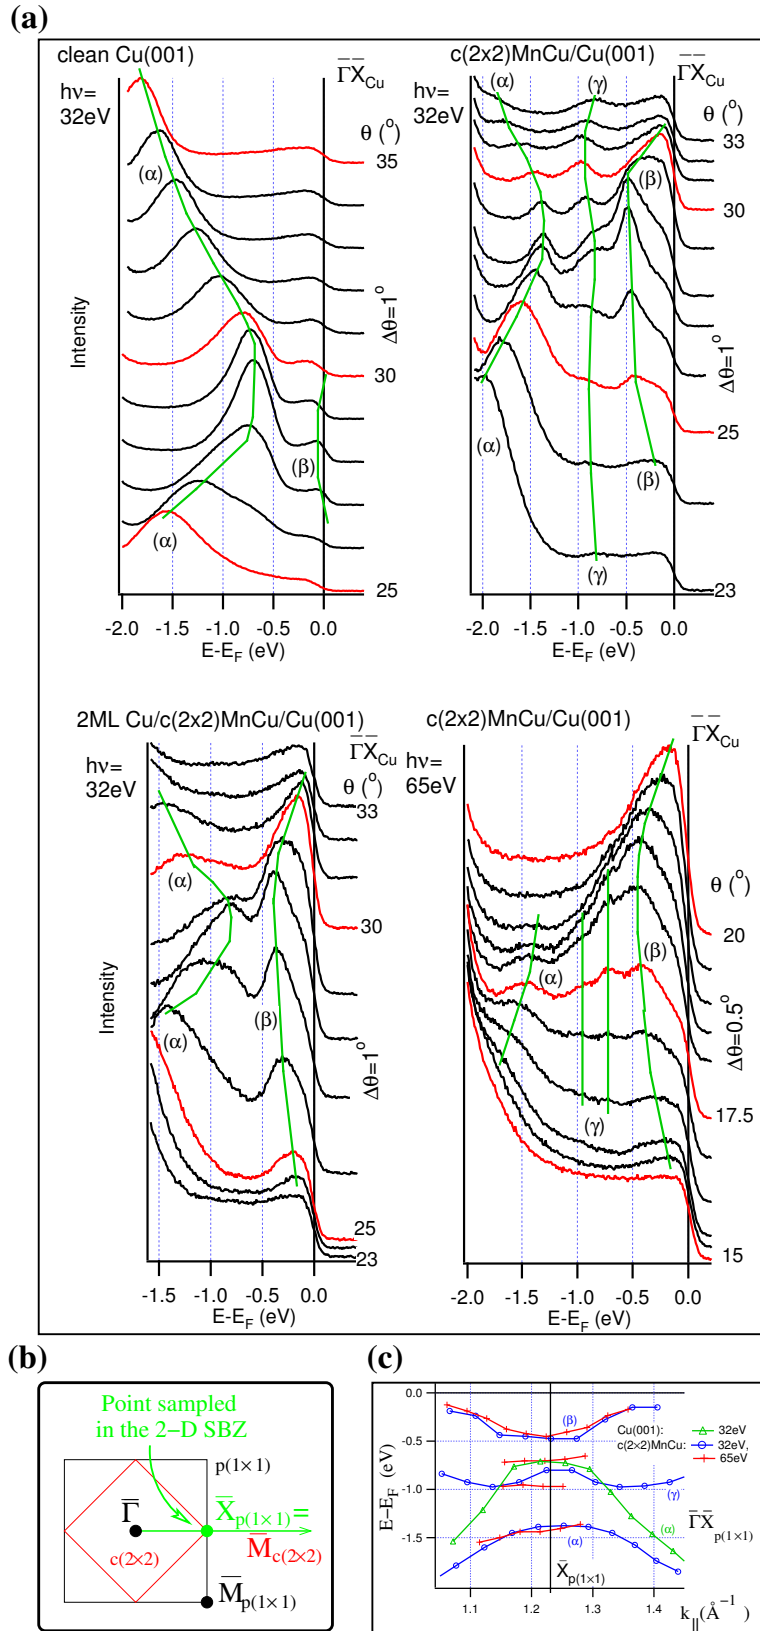 (a)
clean Cu(001)
Γ̄X̄Cu
hν=
32eV
θ (°)
35
(α)
Δθ=1°
30
(β)
(α)
25
Intensity
-2.0 -1.5 -1.0 -0.5 0.0
E-EF (eV)
c(2x2)MnCu/Cu(001)
Γ̄X̄Cu
hν=
32eV
(α) (γ)
θ (°)
33
(β)
30
Δθ=1°
25
(α)
(β)
(γ)
23
-2.0 -1.5 -1.0 -0.5 0.0
E-EF (eV)
2ML Cu/c(2x2)MnCu/Cu(001)
Γ̄X̄Cu
hν=
32eV
θ (°)
33
(α)
30
(β)
(α)
Δθ=1°
25
23
Intensity
-1.5 -1.0 -0.5 0.0
E-EF (eV)
c(2x2)MnCu/Cu(001)
Γ̄X̄Cu
hν=
65eV
θ (°)
20
(β)
(α)
Δθ=0.5°
17.5
(γ)
15
-2.0 -1.5 -1.0 -0.5 0.0
E-EF (eV)
(b)
Point sampled
in the 2−D SBZ
p(1×1)
Γ̄
X̄p(1×1)=
c(2×2)
M̄c(2×2)
M̄p(1×1)
(c)
0.0
(β)
Cu(001): 32eV
c(2×2)MnCu: 32eV,
65eV
-0.5
E−EF (eV)
-1.0
(γ)
Γ̄X̄p(1×1)
(α)
-1.5
(α)
X̄p(1×1)
1.1 1.2 1.3 1.4
k||(Å−1)